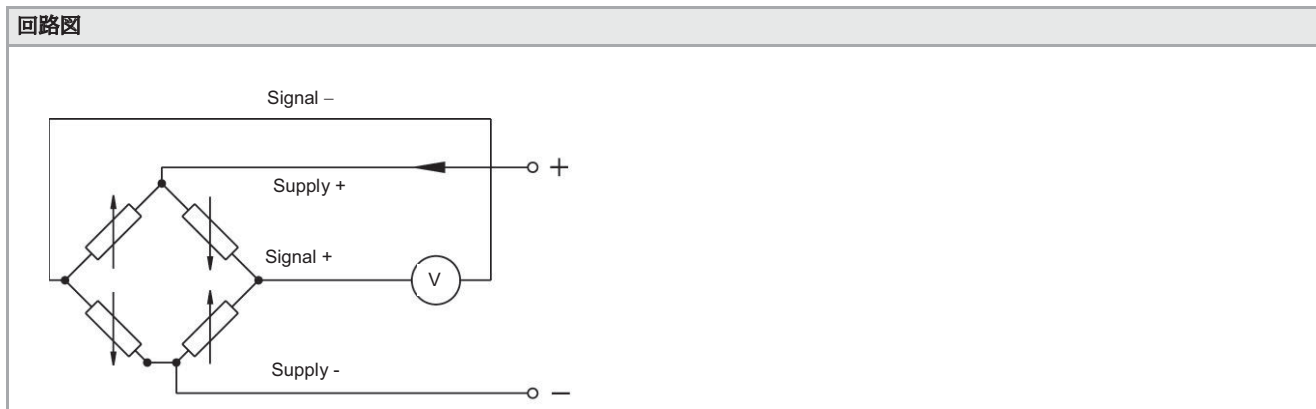 回路図
Signal –
+
Supply +
Signal +
V
Supply -
–